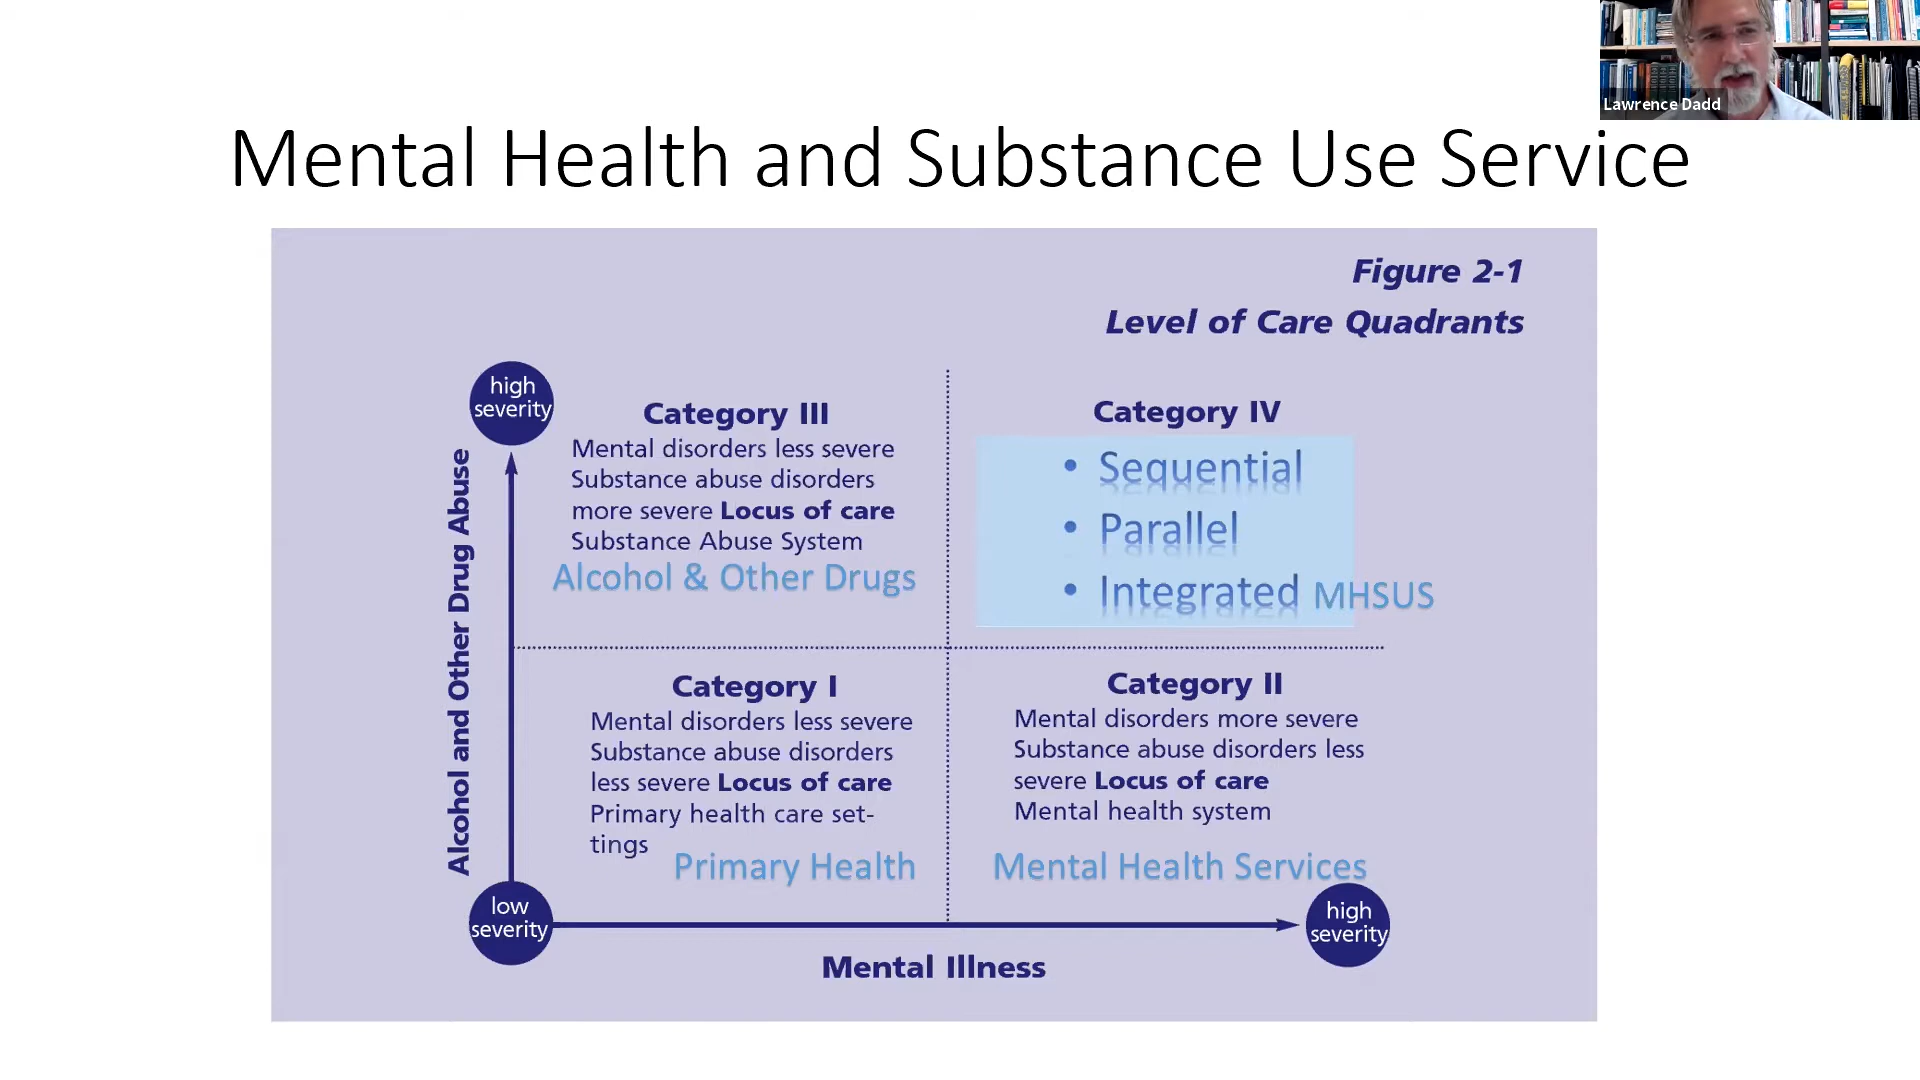 Lawrence Dadd
Mental Health and Substance Use Service
Figure 2-1
Level of Care Quadrants
high
severity
Alcohol and Other Drug Abuse
Category III
Mental disorders less severe
Substance abuse disorders
more severe Locus of care
Substance Abuse System
Alcohol & Other Drugs
Category IV
• Sequential
• Parallel
• Integrated MHSUS
Category I
Mental disorders less severe
Substance abuse disorders
less severe Locus of care
Primary health care set-
tings
Primary Health
Category II
Mental disorders more severe
Substance abuse disorders less
severe Locus of care
Mental health system
Mental Health Services
low
severity
high
severity
Mental Illness